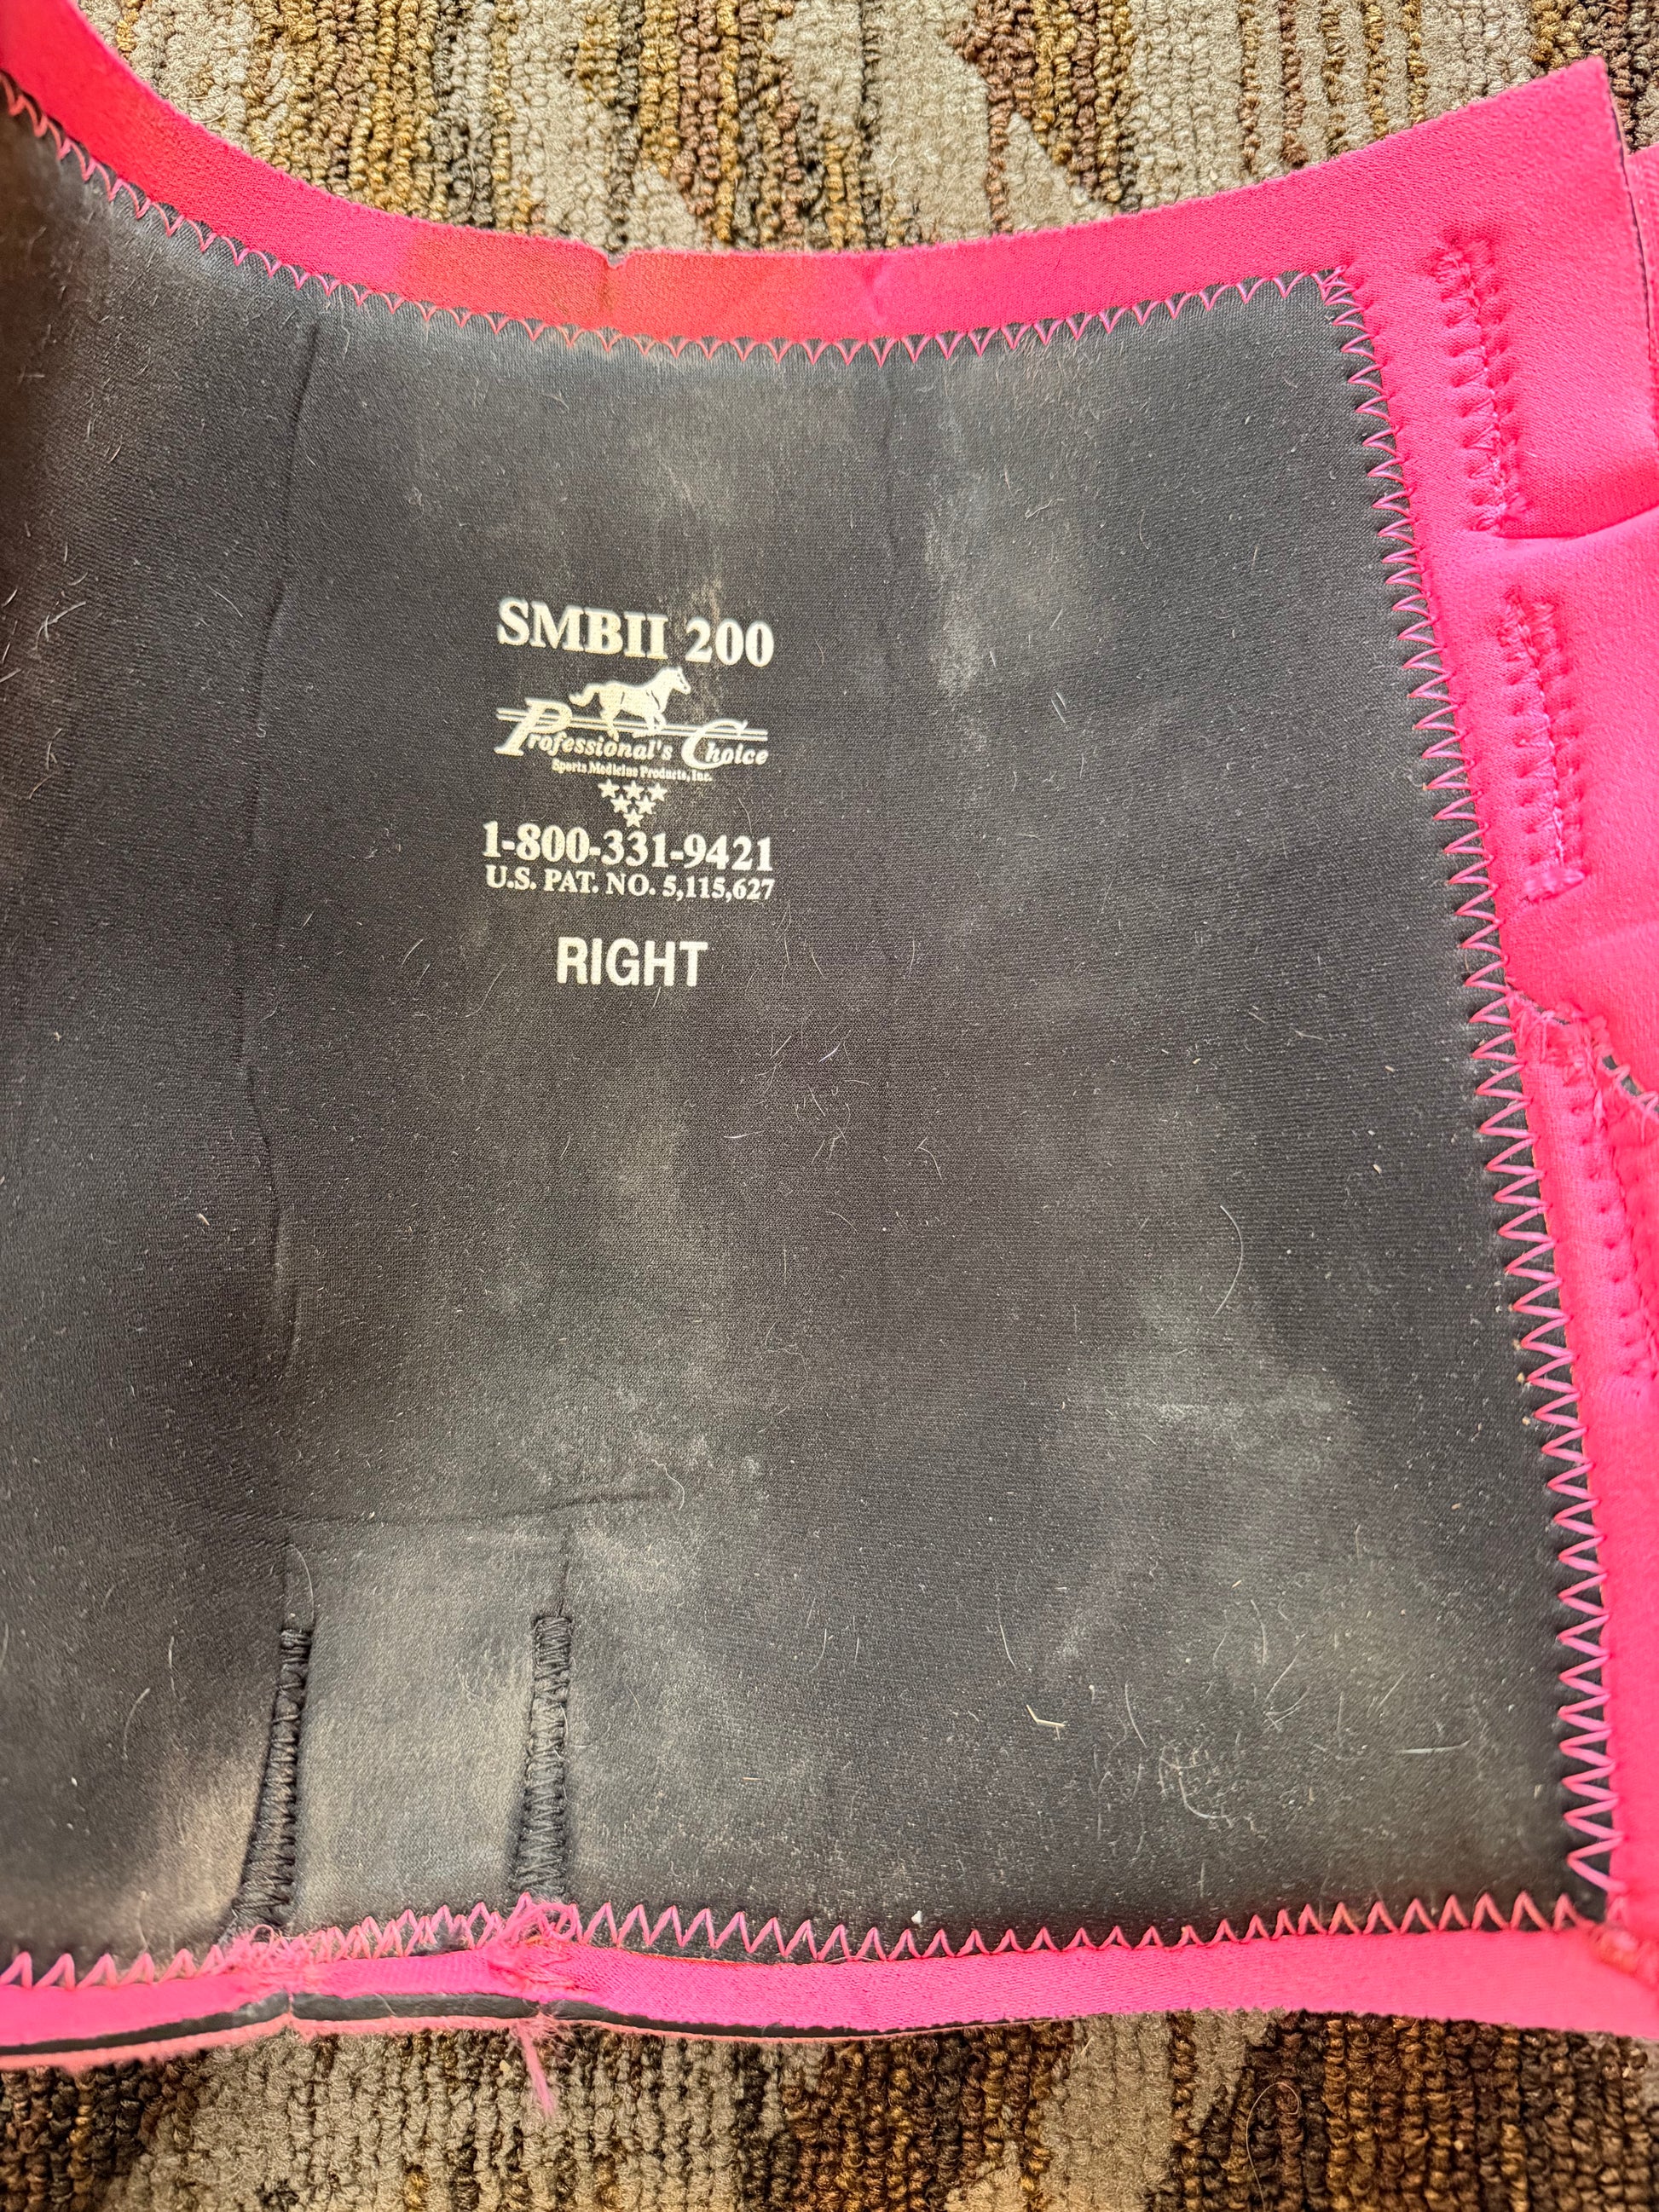 SMBII 200
Professional's Choice
Sports Medicine Products, Inc.
1-800-331-9421
U.S. PAT. NO. 5,115,627
RIGHT